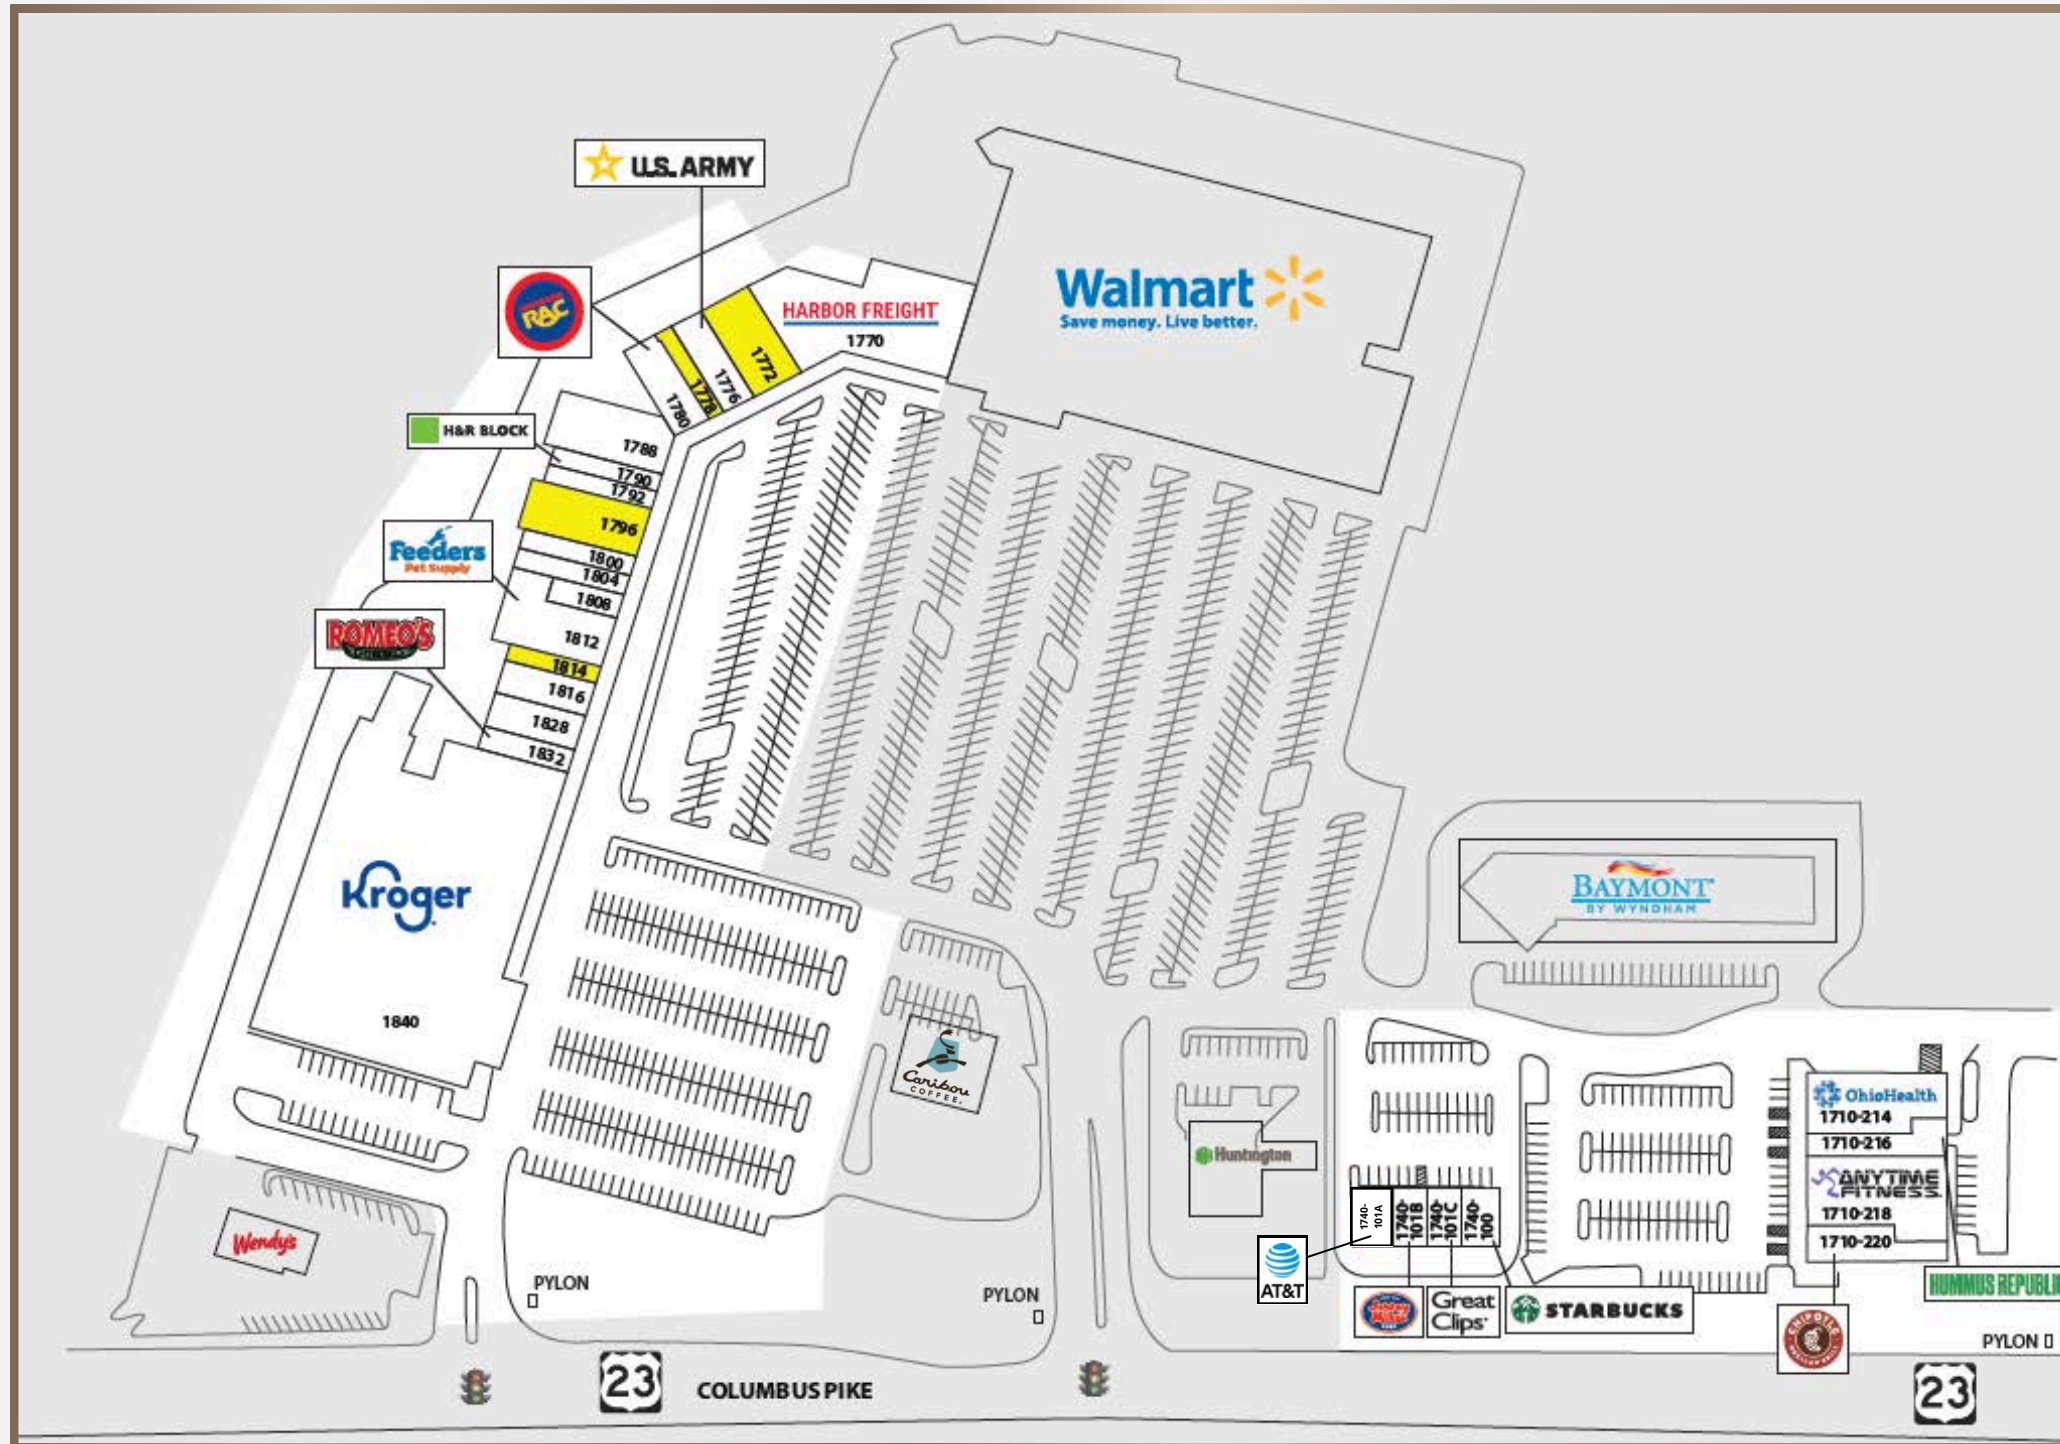 U.S. ARMY
RAC
HARBOR FREIGHT
1770
Walmart
Save money. Live better.
1772
1776
1778
1780
H&R BLOCK
1788
1790
1792
1796
Feeders
Pet Supply
1800
1804
1808
ROMEO'S
1812
1814
1816
1828
1832
Kroger
1840
BAYMONT
BY WYNDHAM
Caribou
COFFEE
OhioHealth
1710-214
1710-216
ANYTIME
FITNESS
1710-218
1710-220
Huntington
1740-
101A
1740-
101B
1740-
101C
1740-
100
Wendy's
AT&T
Great
Clips
STARBUCKS
HUMMUS REPUBLI
CHIPOTLE
PYLON
PYLON
PYLON
23
COLUMBUS PIKE
23